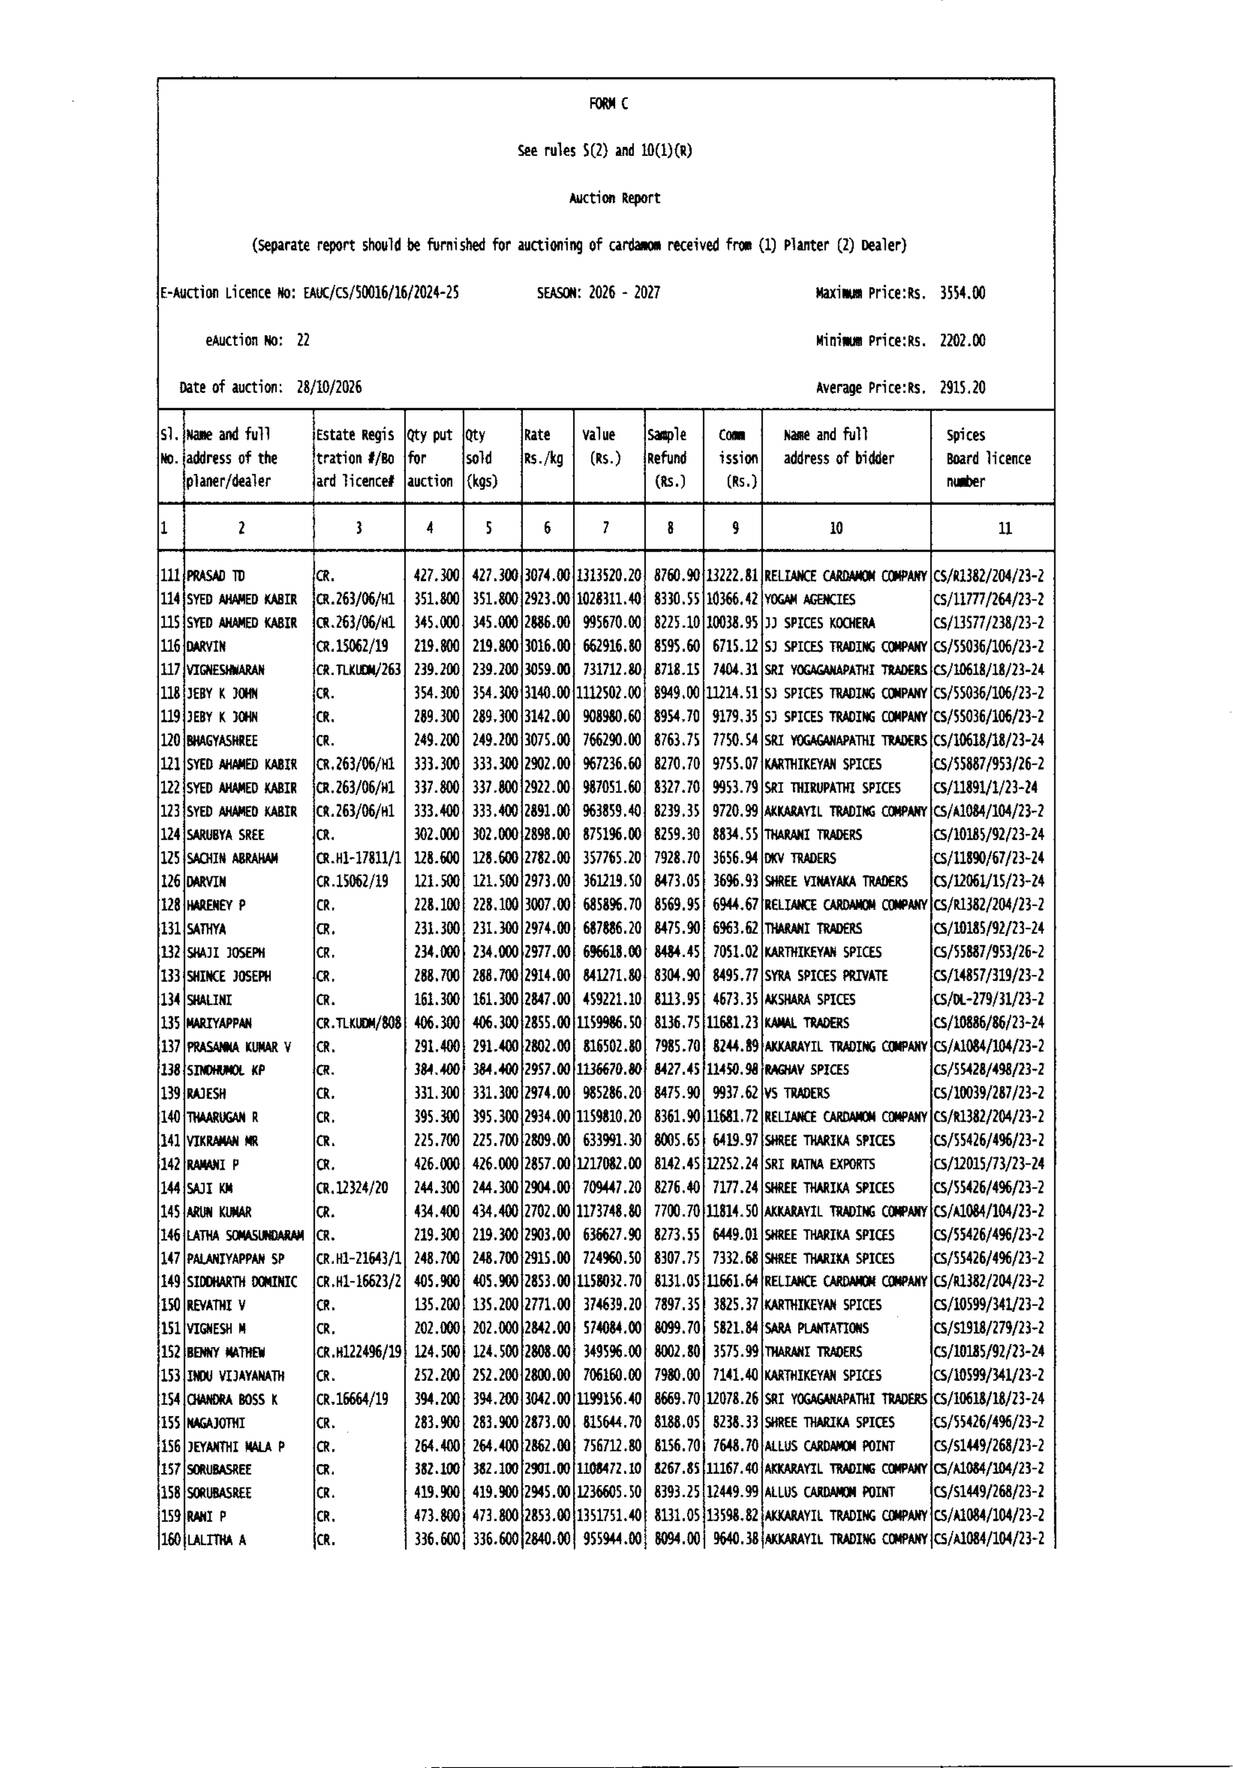 FORM C
See rules 5(2) and 10(1)(R)
Auction Report
(Separate report should be furnished for auctioning of cardamom received from (1) Planter (2) Dealer)
E-Auction Licence No: EAUC/CS/50016/16/2024-25 SEASON: 2026 - 2027 Maximum Price:Rs. 3554.00
eAuction No: 22 Minimum Price:Rs. 2202.00
Date of auction: 28/10/2026 Average Price:Rs. 2915.20
Sl. Name and full Estate Regis Qty put Qty Rate Value Sample Comm Name and full Spices
No. address of the tration #/Bo for sold Rs./kg (Rs.) Refund ission address of bidder Board licence
planer/dealer ard licence# auction (kgs) (Rs.) (Rs.) number
1 2 3 4 5 6 7 8 9 10 11
111 PRASAD TD CR. 427.300 427.300 3074.00 1313520.20 8760.90 13222.81 RELIANCE CARDAMOM COMPANY CS/R1382/204/23-2
114 SYED AHAMED KABIR CR.263/06/H1 351.800 351.800 2923.00 1028311.40 8330.55 10366.42 YOGAM AGENCIES CS/11777/264/23-2
115 SYED AHAMED KABIR CR.263/06/H1 345.000 345.000 2886.00 995670.00 8225.10 10038.95 JJ SPICES KOCHERA CS/13577/238/23-2
116 DARVIN CR.15062/19 219.800 219.800 3016.00 662916.80 8595.60 6715.12 SJ SPICES TRADING COMPANY CS/55036/106/23-2
117 VIGNESHWARAN CR.TLKUDM/263 239.200 239.200 3059.00 731712.80 8718.15 7404.31 SRI YOGAGANAPATHI TRADERS CS/10618/18/23-24
118 JEBY K JOHN CR. 354.300 354.300 3140.00 1112502.00 8949.00 11214.51 SJ SPICES TRADING COMPANY CS/55036/106/23-2
119 JEBY K JOHN CR. 289.300 289.300 3142.00 908980.60 8954.70 9179.35 SJ SPICES TRADING COMPANY CS/55036/106/23-2
120 BHAGYASHREE CR. 249.200 249.200 3075.00 766290.00 8763.75 7750.54 SRI YOGAGANAPATHI TRADERS CS/10618/18/23-24
121 SYED AHAMED KABIR CR.263/06/H1 333.300 333.300 2902.00 967236.60 8270.70 9755.07 KARTHIKEYAN SPICES CS/55887/953/26-2
122 SYED AHAMED KABIR CR.263/06/H1 337.800 337.800 2922.00 987051.60 8327.70 9953.79 SRI THIRUPATHI SPICES CS/11891/1/23-24
123 SYED AHAMED KABIR CR.263/06/H1 333.400 333.400 2891.00 963859.40 8239.35 9720.99 AKKARAYIL TRADING COMPANY CS/A1084/104/23-2
124 SARUBYA SREE CR. 302.000 302.000 2898.00 875196.00 8259.30 8834.55 THARANI TRADERS CS/10185/92/23-24
125 SACHIN ABRAHAM CR.H1-17811/1 128.600 128.600 2782.00 357765.20 7928.70 3656.94 DKV TRADERS CS/11890/67/23-24
126 DARVIN CR.15062/19 121.500 121.500 2973.00 361219.50 8473.05 3696.93 SHREE VINAYAKA TRADERS CS/12061/15/23-24
128 HARENEY P CR. 228.100 228.100 3007.00 685896.70 8569.95 6944.67 RELIANCE CARDAMOM COMPANY CS/R1382/204/23-2
131 SATHYA CR. 231.300 231.300 2974.00 687886.20 8475.90 6963.62 THARANI TRADERS CS/10185/92/23-24
132 SHAJI JOSEPH CR. 234.000 234.000 2977.00 696618.00 8484.45 7051.02 KARTHIKEYAN SPICES CS/55887/953/26-2
133 SHINCE JOSEPH CR. 288.700 288.700 2914.00 841271.80 8304.90 8495.77 SYRA SPICES PRIVATE CS/14857/319/23-2
134 SHALINI CR. 161.300 161.300 2847.00 459221.10 8113.95 4673.35 AKSHARA SPICES CS/DL-279/31/23-2
135 MARIYAPPAN CR.TLKUDM/808 406.300 406.300 2855.00 1159986.50 8136.75 11681.23 KAMAL TRADERS CS/10886/86/23-24
137 PRASANNA KUMAR V CR. 291.400 291.400 2802.00 816502.80 7985.70 8244.89 AKKARAYIL TRADING COMPANY CS/A1084/104/23-2
138 SINDHUMOL KP CR. 384.400 384.400 2957.00 1136670.80 8427.45 11450.98 RAGHAV SPICES CS/55428/498/23-2
139 RAJESH CR. 331.300 331.300 2974.00 985286.20 8475.90 9937.62 VS TRADERS CS/10039/287/23-2
140 THAARUGAN R CR. 395.300 395.300 2934.00 1159810.20 8361.90 11681.72 RELIANCE CARDAMOM COMPANY CS/R1382/204/23-2
141 VIKRAMAN MR CR. 225.700 225.700 2809.00 633991.30 8005.65 6419.97 SHREE THARIKA SPICES CS/55426/496/23-2
142 RAMANI P CR. 426.000 426.000 2857.00 1217082.00 8142.45 12252.24 SRI RATNA EXPORTS CS/12015/73/23-24
144 SAJI KM CR.12324/20 244.300 244.300 2904.00 709447.20 8276.40 7177.24 SHREE THARIKA SPICES CS/55426/496/23-2
145 ARUN KUMAR CR. 434.400 434.400 2702.00 1173748.80 7700.70 11814.50 AKKARAYIL TRADING COMPANY CS/A1084/104/23-2
146 LATHA SOMASUNDARAM CR. 219.300 219.300 2903.00 636627.90 8273.55 6449.01 SHREE THARIKA SPICES CS/55426/496/23-2
147 PALANIYAPPAN SP CR.H1-21643/1 248.700 248.700 2915.00 724960.50 8307.75 7332.68 SHREE THARIKA SPICES CS/55426/496/23-2
149 SIDDHARTH DOMINIC CR.H1-16623/2 405.900 405.900 2853.00 1158032.70 8131.05 11661.64 RELIANCE CARDAMOM COMPANY CS/R1382/204/23-2
150 REVATHI V CR. 135.200 135.200 2771.00 374639.20 7897.35 3825.37 KARTHIKEYAN SPICES CS/10599/341/23-2
151 VIGNESH M CR. 202.000 202.000 2842.00 574084.00 8099.70 5821.84 SARA PLANTATIONS CS/S1918/279/23-2
152 BENNY MATHEW CR.H122496/19 124.500 124.500 2808.00 349596.00 8002.80 3575.99 THARANI TRADERS CS/10185/92/23-24
153 INDU VIJAYANATH CR. 252.200 252.200 2800.00 706160.00 7980.00 7141.40 KARTHIKEYAN SPICES CS/10599/341/23-2
154 CHANDRA BOSS K CR.16664/19 394.200 394.200 3042.00 1199156.40 8669.70 12078.26 SRI YOGAGANAPATHI TRADERS CS/10618/18/23-24
155 NAGAJOTHI CR. 283.900 283.900 2873.00 815644.70 8188.05 8238.33 SHREE THARIKA SPICES CS/55426/496/23-2
156 JEYANTHI MALA P CR. 264.400 264.400 2862.00 756712.80 8156.70 7648.70 ALLUS CARDAMOM POINT CS/S1449/268/23-2
157 SORUBASREE CR. 382.100 382.100 2901.00 1108472.10 8267.85 11167.40 AKKARAYIL TRADING COMPANY CS/A1084/104/23-2
158 SORUBASREE CR. 419.900 419.900 2945.00 1236605.50 8393.25 12449.99 ALLUS CARDAMOM POINT CS/S1449/268/23-2
159 RANI P CR. 473.800 473.800 2853.00 1351751.40 8131.05 13598.82 AKKARAYIL TRADING COMPANY CS/A1084/104/23-2
160 LALITHA A CR. 336.600 336.600 2840.00 955944.00 8094.00 9640.38 AKKARAYIL TRADING COMPANY CS/A1084/104/23-2